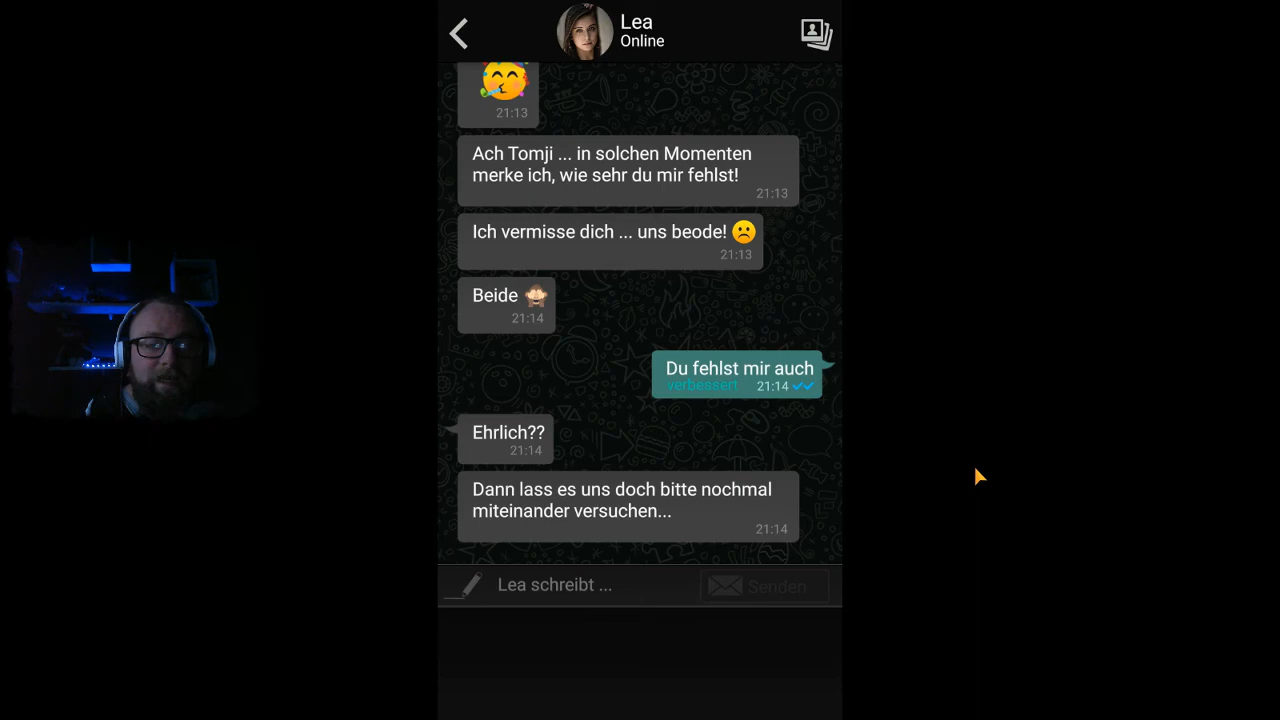 Lea
Online
21:13
Ach Tomji ... in solchen Momenten
merke ich, wie sehr du mir fehlst!
21:13
Ich vermisse dich ... uns beode!
21:13
Beide
21:14
Du fehlst mir auch
verbessert 21:14
Ehrlich??
21:14
Dann lass es uns doch bitte nochmal
miteinander versuchen...
21:14
Lea schreibt ...
Senden